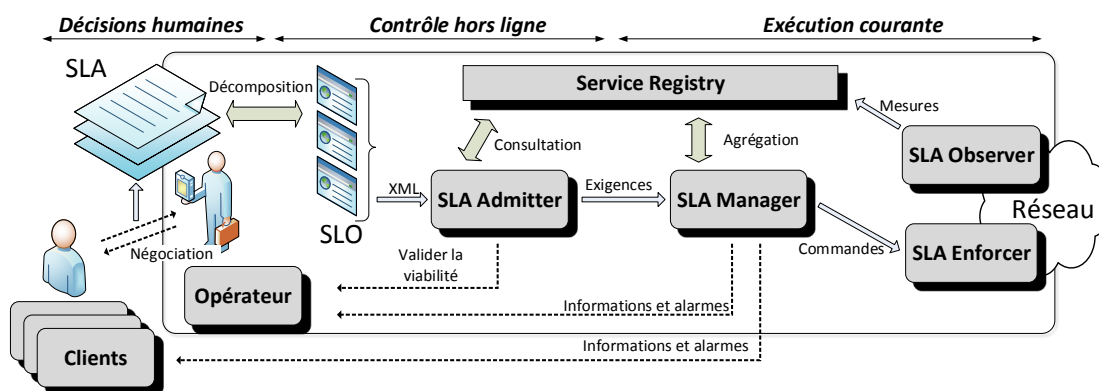 Décisions humaines
Contrôle hors ligne
Exécution courante
SLA
Décomposition
Service Registry
Mesures
Consultation
Agrégation
SLA Observer
XML
SLA Admitter
Exigences
SLA Manager
Réseau
SLO
Négociation
Commandes
SLA Enforcer
Valider la
viabilité
Opérateur
Informations et alarmes
Informations et alarmes
Clients